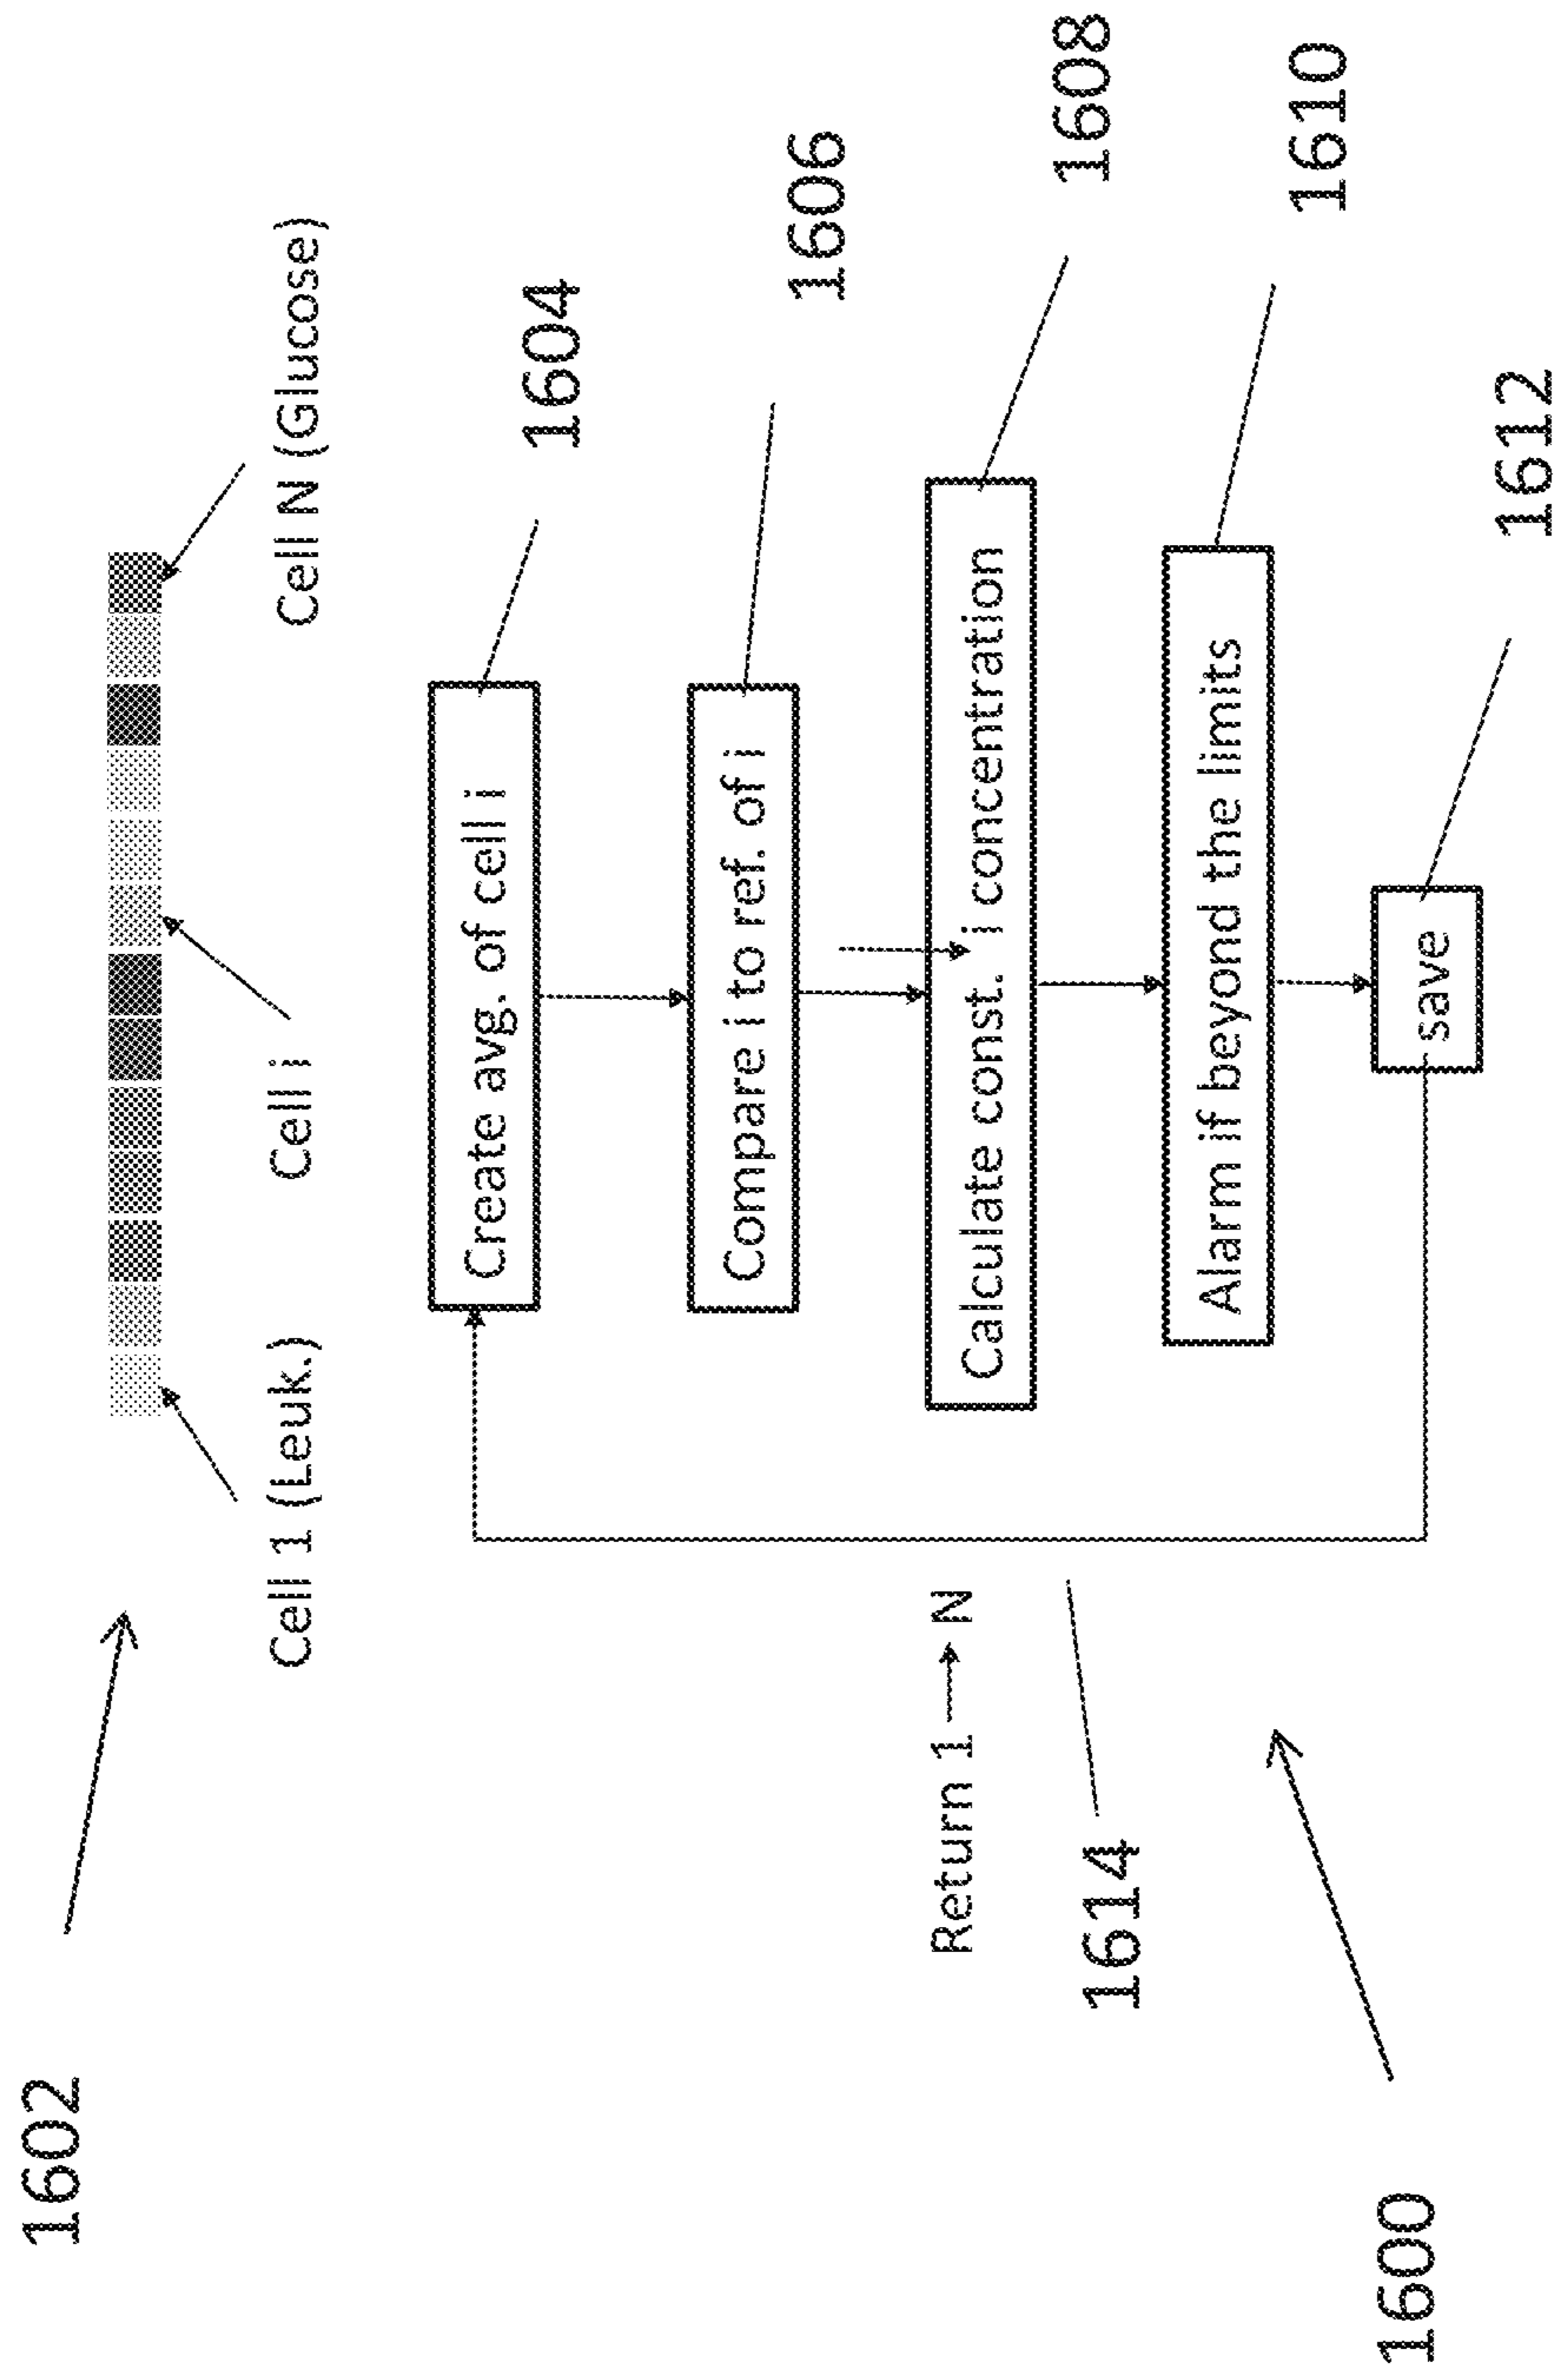 1602
Cell 1 (Leuk.)
Cell i
Cell N (Glucose)
Create avg. of cell i
1604
Compare i to ref. of i
1606
Return 1 → N
Calculate const. i concentration
1608
1614
Alarm if beyond the limits
1610
1600
save
1612